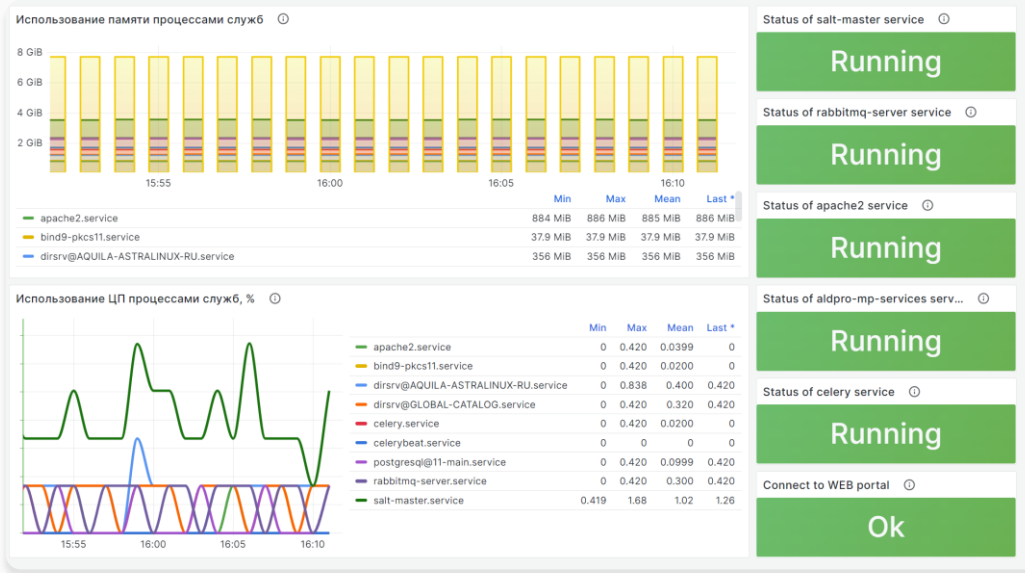 Использование памяти процессами служб
8 GiB
6 GiB
4 GiB
2 GiB
15:55 16:00 16:05 16:10
Min Max Mean Last *
apache2.service 884 MiB 886 MiB 885 MiB 886 MiB
bind9-pkcs11.service 37.9 MiB 37.9 MiB 37.9 MiB 37.9 MiB
dirsrv@AQUILA-ASTRALINUX-RU.service 356 MiB 356 MiB 356 MiB 356 MiB
Использование ЦП процессами служб, %
15:55 16:00 16:05 16:10
Min Max Mean Last *
apache2.service 0 0.420 0.0399 0
bind9-pkcs11.service 0 0.420 0.0200 0
dirsrv@AQUILA-ASTRALINUX-RU.service 0 0.838 0.400 0.420
dirsrv@GLOBAL-CATALOG.service 0 0.420 0.320 0.420
celery.service 0 0.420 0.0200 0
celerybeat.service 0 0 0 0
postgresql@11-main.service 0 0.420 0.0999 0.420
rabbitmq-server.service 0 0.420 0.300 0.420
salt-master.service 0.419 1.68 1.02 1.26
Status of salt-master service
Running
Status of rabbitmq-server service
Running
Status of apache2 service
Running
Status of aldpro-mp-services serv...
Running
Status of celery service
Running
Connect to WEB portal
Ok